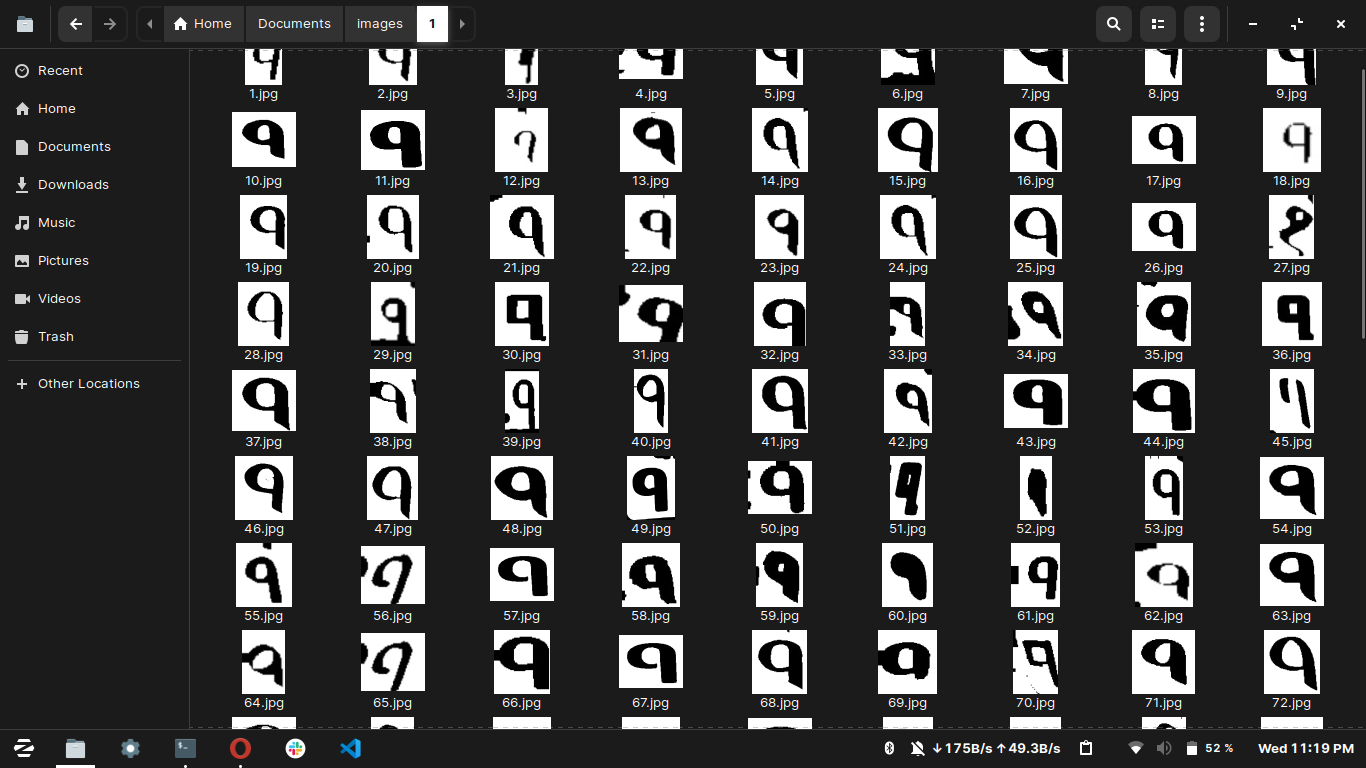 Home Documents images 1
Recent
Home
Documents
Downloads
Music
Pictures
Videos
Trash
Other Locations
1.jpg 2.jpg 3.jpg 4.jpg 5.jpg 6.jpg 7.jpg 8.jpg 9.jpg
10.jpg 11.jpg 12.jpg 13.jpg 14.jpg 15.jpg 16.jpg 17.jpg 18.jpg
19.jpg 20.jpg 21.jpg 22.jpg 23.jpg 24.jpg 25.jpg 26.jpg 27.jpg
28.jpg 29.jpg 30.jpg 31.jpg 32.jpg 33.jpg 34.jpg 35.jpg 36.jpg
37.jpg 38.jpg 39.jpg 40.jpg 41.jpg 42.jpg 43.jpg 44.jpg 45.jpg
46.jpg 47.jpg 48.jpg 49.jpg 50.jpg 51.jpg 52.jpg 53.jpg 54.jpg
55.jpg 56.jpg 57.jpg 58.jpg 59.jpg 60.jpg 61.jpg 62.jpg 63.jpg
64.jpg 65.jpg 66.jpg 67.jpg 68.jpg 69.jpg 70.jpg 71.jpg 72.jpg
↓175B/s ↑49.3B/s 52 % Wed 11:19 PM